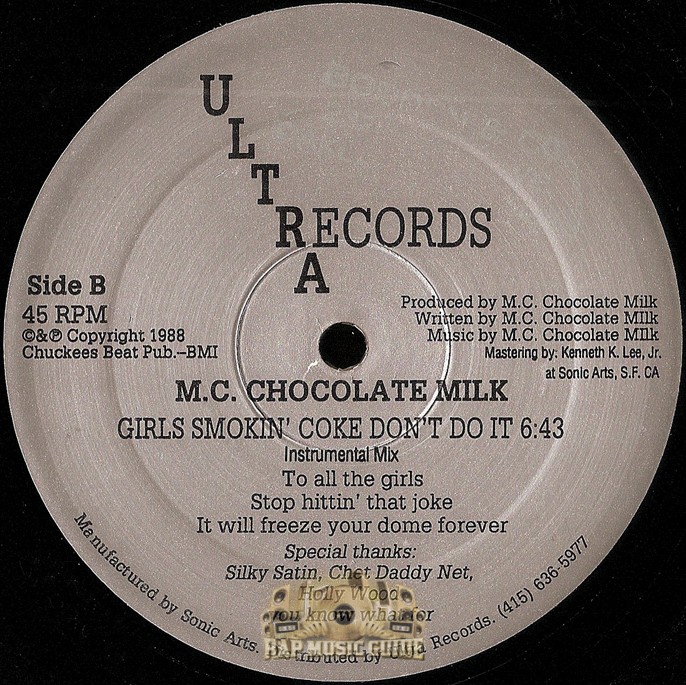 ULTRA
RECORDS
Side B
45 RPM
©&℗ Copyright 1988
Chuckees Beat Pub.–BMI
Produced by M.C. Chocolate Milk
Written by M.C. Chocolate MIlk
Music by M.C. Chocolate MIlk
Mastering by: Kenneth K. Lee, Jr.
at Sonic Arts, S.F. CA
M.C. CHOCOLATE MILK
GIRLS SMOKIN' COKE DON'T DO IT 6:43
Instrumental Mix
To all the girls
Stop hittin' that joke
It will freeze your dome forever
Special thanks:
Silky Satin, Chet Daddy Net,
Holly Wood
you know what for
Manufactured by Sonic Arts. Distributed by Ultra Records. (415) 636-5977
RAP MUSIC GUIDE